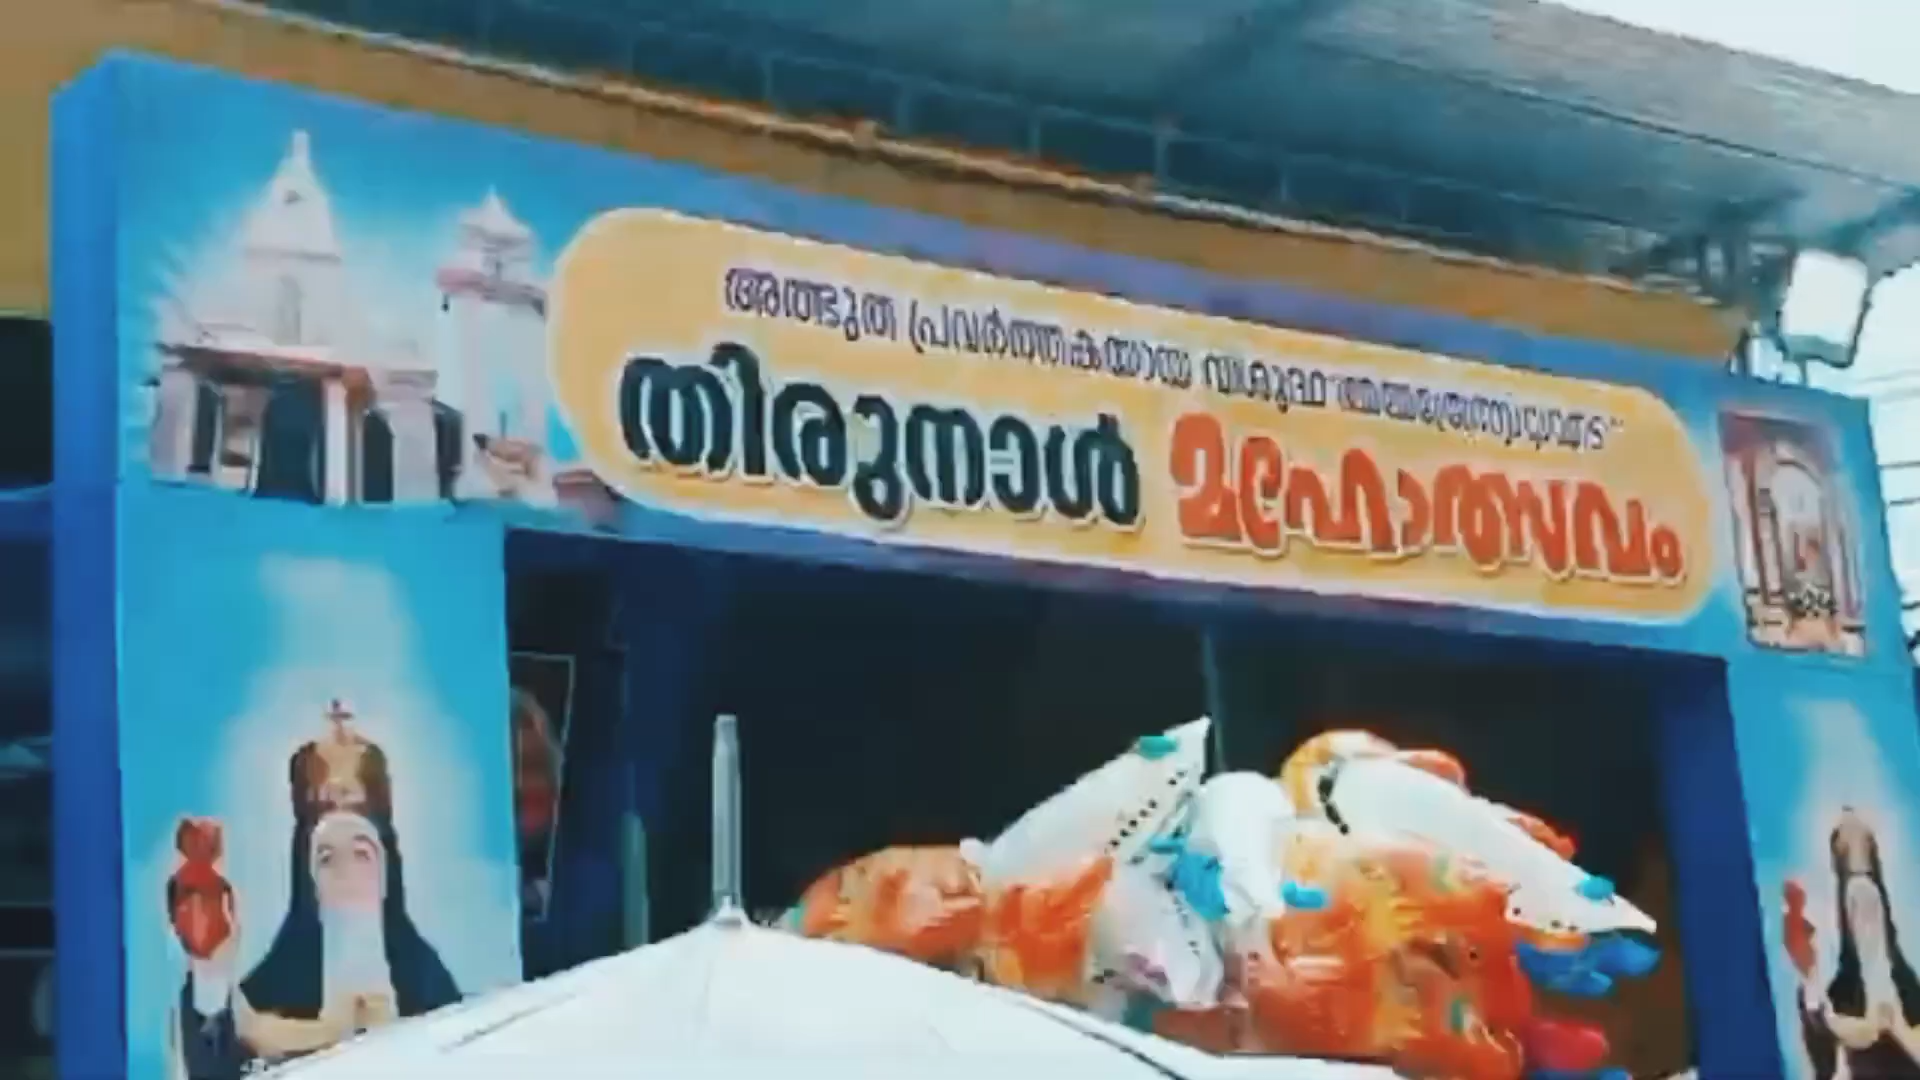 അത്ഭുത പ്രവർത്തകയായ വിശുദ്ധ
തിരുനാൾ മഹോത്സവം